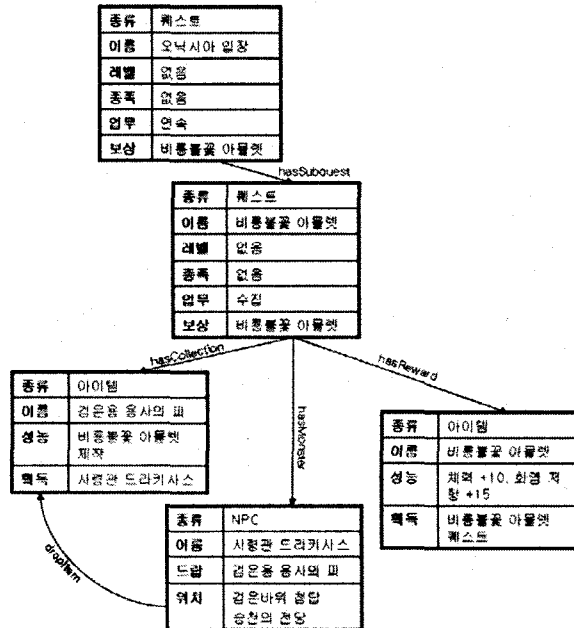 종류 퀘스트
이름 오닉시아 입장
레벨 없음
종족 없음
업무 연속
보상 비룡불꽃 아뮬렛
hasSubquest
종류 퀘스트
이름 비룡불꽃 아뮬렛
레벨 없음
종족 없음
업무 수집
보상 비룡불꽃 아뮬렛
hasCollection
hasMonster
hasReward
종류 아이템
이름 검은용 용사의 피
성능 비룡불꽃 아뮬렛
제작
획득 사령관 드라키사스
종류 아이템
이름 비룡불꽃 아뮬렛
성능 체력 +10, 화염 저
항 +15
획득 비룡불꽃 아뮬렛
퀘스트
dropItem
종류 NPC
이름 사령관 드라키사스
드랍 검은용 용사의 피
위치 검은바위 첨탑
승천의 전당